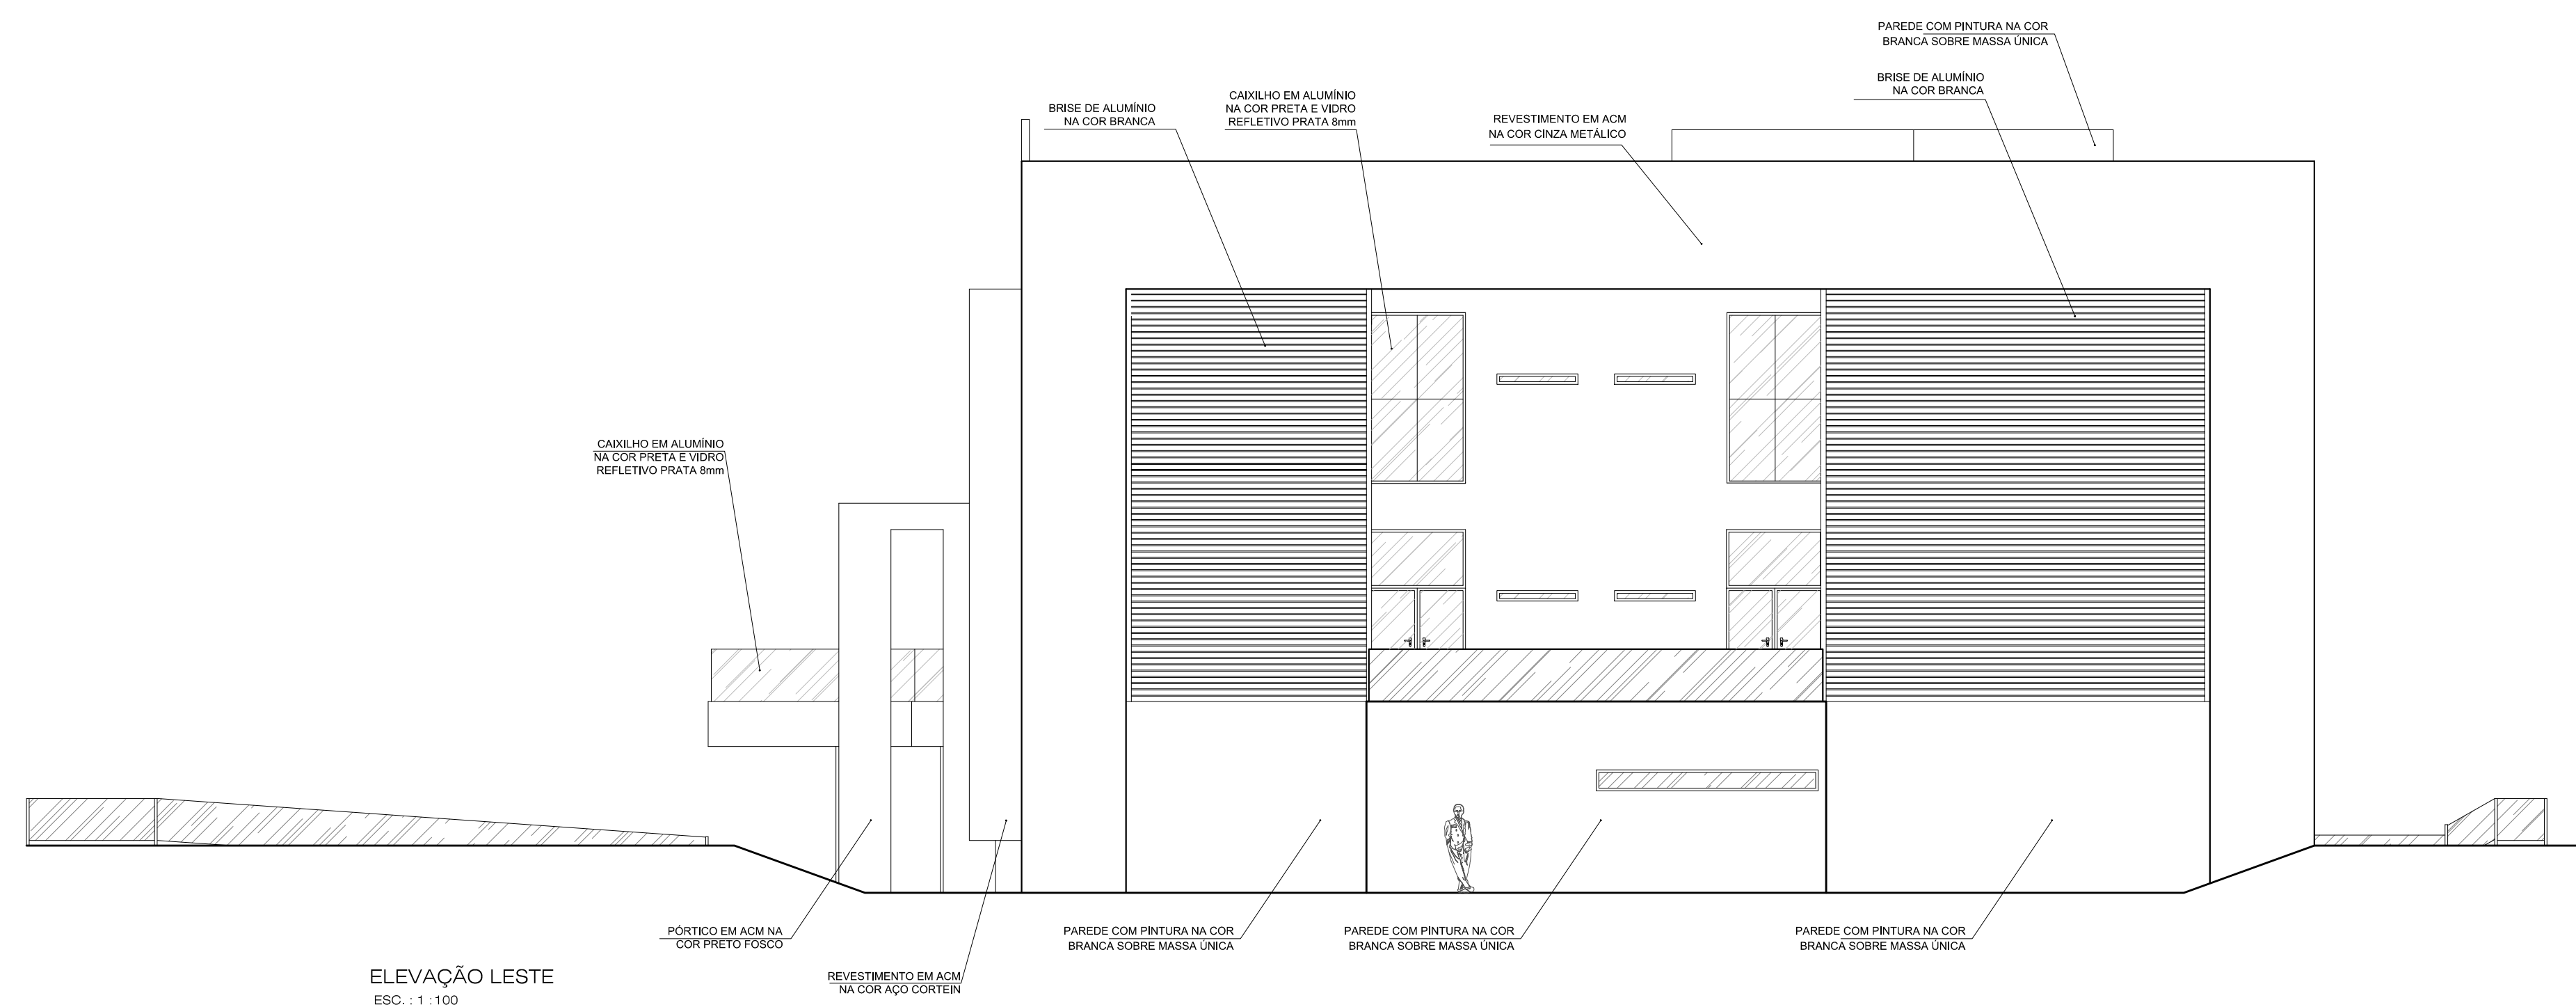 PAREDE COM PINTURA NA COR
BRANCA SOBRE MASSA ÚNICA
BRISE DE ALUMÍNIO
NA COR BRANCA
CAIXILHO EM ALUMÍNIO
NA COR PRETA E VIDRO
REFLETIVO PRATA 8mm
BRISE DE ALUMÍNIO
NA COR BRANCA
REVESTIMENTO EM ACM
NA COR CINZA METÁLICO
CAIXILHO EM ALUMÍNIO
NA COR PRETA E VIDRO
REFLETIVO PRATA 8mm
PÓRTICO EM ACM NA
COR PRETO FOSCO
PAREDE COM PINTURA NA COR
BRANCA SOBRE MASSA ÚNICA
PAREDE COM PINTURA NA COR
BRANCA SOBRE MASSA ÚNICA
PAREDE COM PINTURA NA COR
BRANCA SOBRE MASSA ÚNICA
REVESTIMENTO EM ACM
NA COR AÇO CORTEIN
ELEVAÇÃO LESTE
ESC. : 1 :100